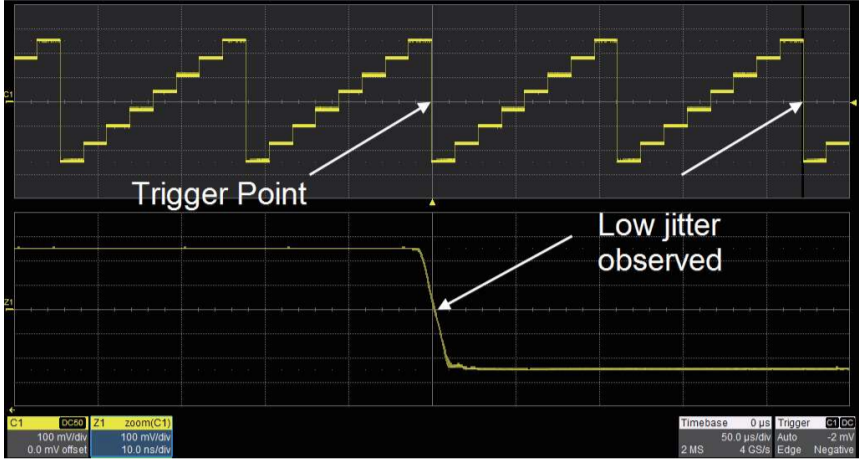 C1
Trigger Point
Low jitter
observed
Z1
C1 DC50
100 mV/div
0.0 mV offset
Z1 zoom(C1)
100 mV/div
10.0 ns/div
Timebase 0 µs
50.0 µs/div
2 MS 4 GS/s
Trigger C1 DC
Auto -2 mV
Edge Negative